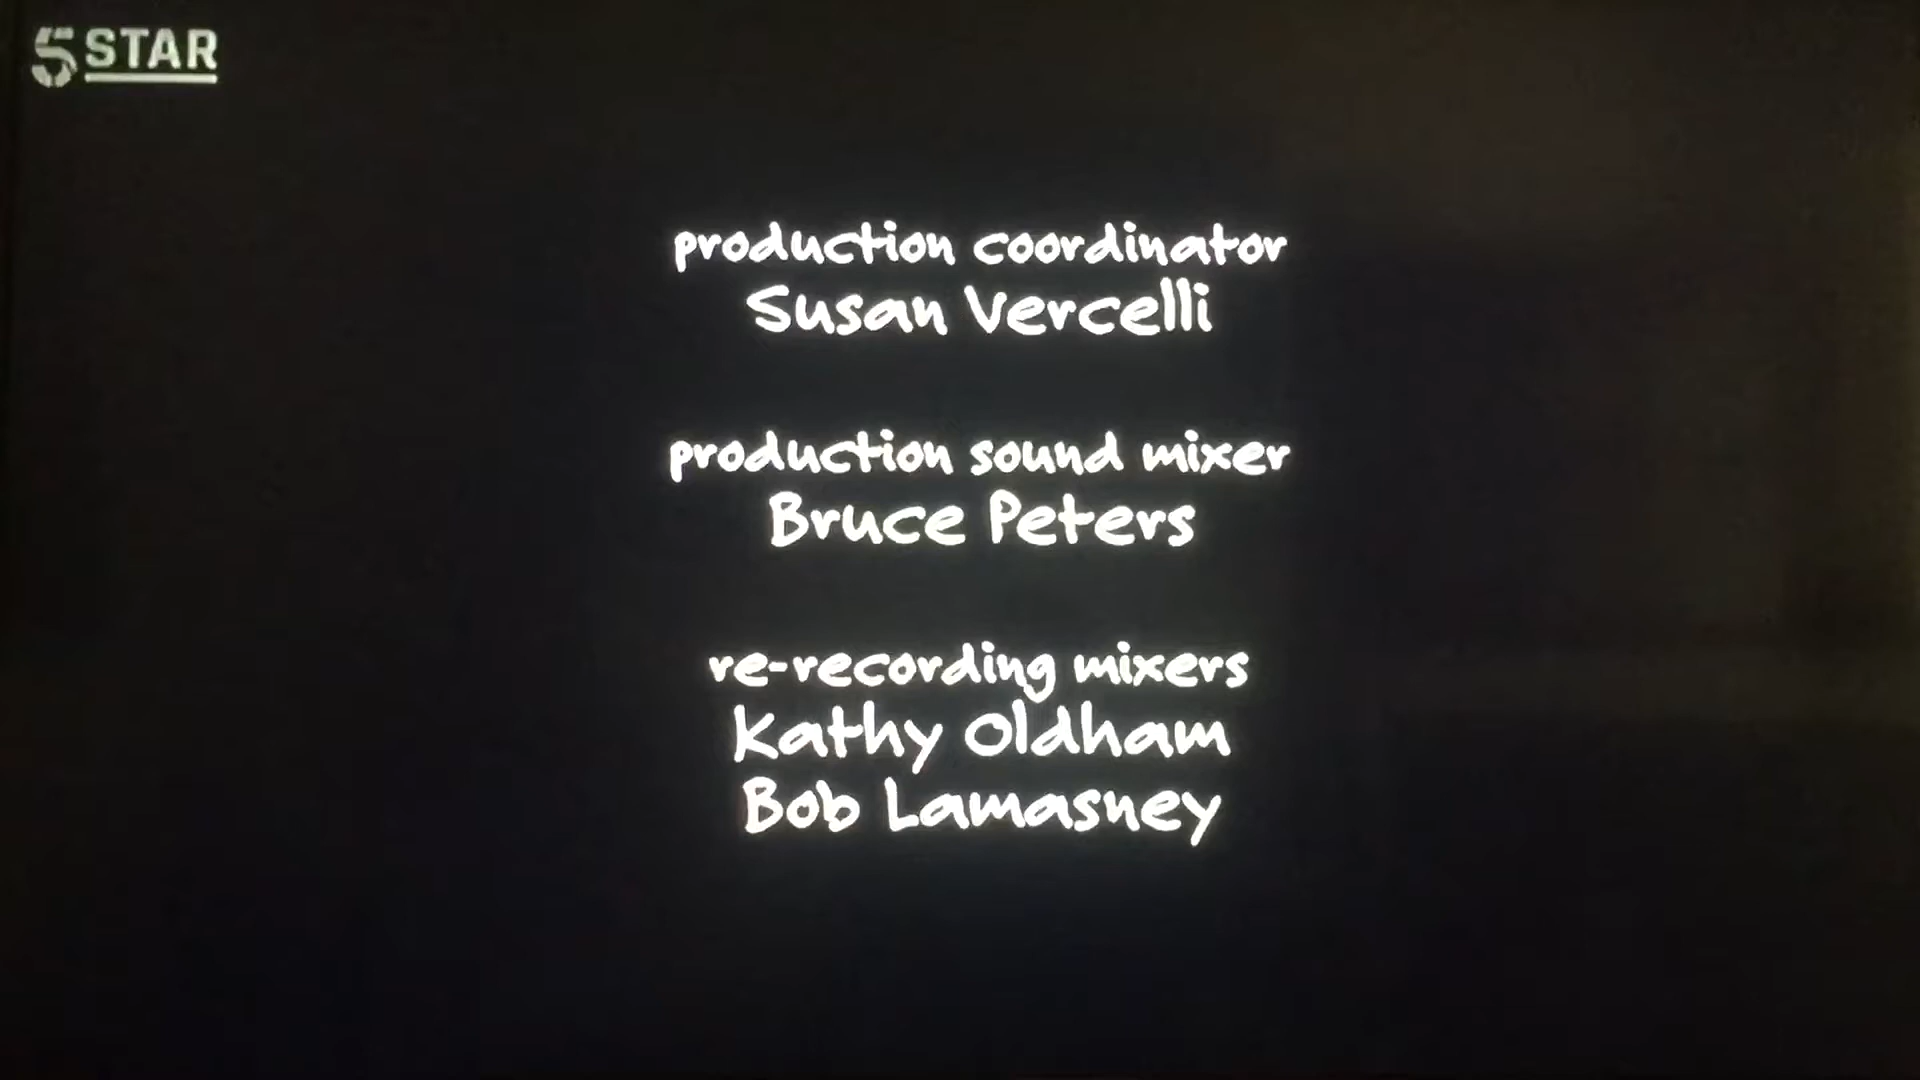 5STAR
production coordinator
Susan Vercelli
production sound mixer
Bruce Peters
re-recording mixers
Kathy Oldham
Bob Lamasney